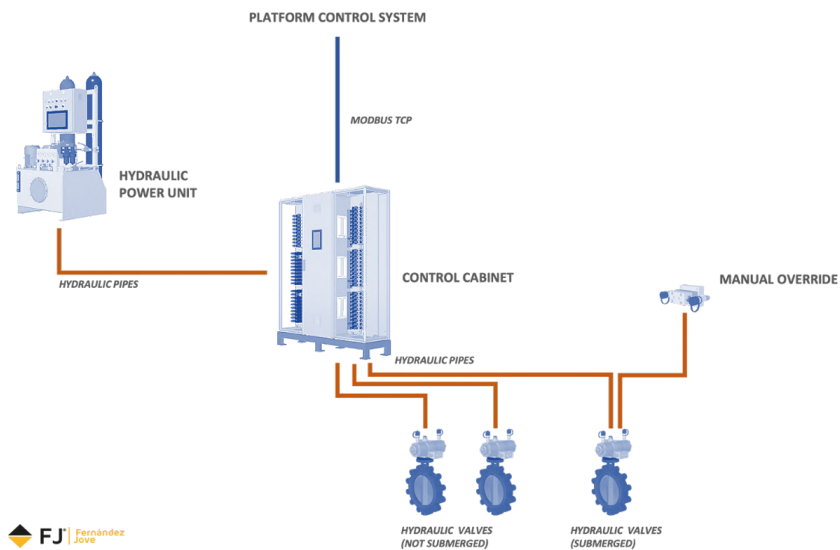 PLATFORM CONTROL SYSTEM
MODBUS TCP
HYDRAULIC
POWER UNIT
HYDRAULIC PIPES
CONTROL CABINET
MANUAL OVERRIDE
HYDRAULIC PIPES
HYDRAULIC VALVES
(NOT SUBMERGED)
HYDRAULIC VALVES
(SUBMERGED)
FJ
Fernández
Jove